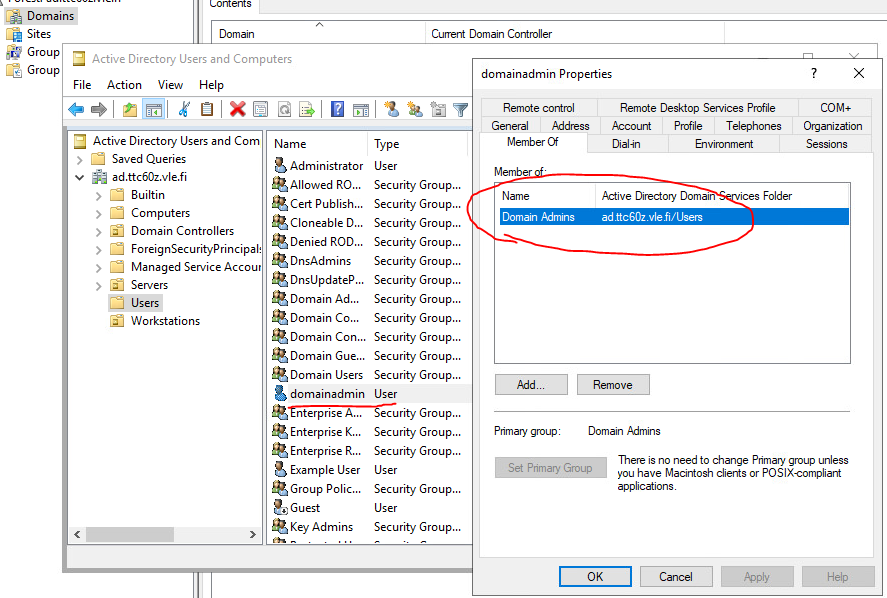 Forest: ad.ttc60z.vle.fi
Domains
Sites
Group
Group
Contents
Domain
Current Domain Controller
Active Directory Users and Computers
File Action View Help
Active Directory Users and Com
Saved Queries
ad.ttc60z.vle.fi
Builtin
Computers
Domain Controllers
ForeignSecurityPrincipals
Managed Service Accour
Servers
Users
Workstations
Name Type
Administrator User
Allowed RO... Security Group...
Cert Publish... Security Group...
Cloneable D... Security Group...
Denied ROD... Security Group...
DnsAdmins Security Group...
DnsUpdateP... Security Group...
Domain Ad... Security Group...
Domain Co... Security Group...
Domain Con... Security Group...
Domain Gue... Security Group...
Domain Users Security Group...
domainadmin User
Enterprise A... Security Group...
Enterprise K... Security Group...
Enterprise R... Security Group...
Example User User
Group Polic... Security Group...
Guest User
Key Admins Security Group...
domainadmin Properties
Remote control Remote Desktop Services Profile COM+
General Address Account Profile Telephones Organization
Member Of Dial-in Environment Sessions
Member of:
Name Active Directory Domain Services Folder
Domain Admins ad.ttc60z.vle.fi/Users
Add... Remove
Primary group: Domain Admins
Set Primary Group
There is no need to change Primary group unless
you have Macintosh clients or POSIX-compliant
applications.
OK Cancel Apply Help